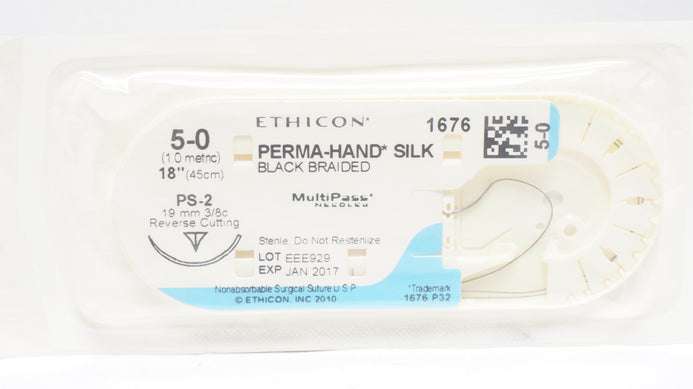 ETHICON*
1676
5-0
(1.0 metric)
18" (45cm)
PERMA-HAND* SILK
BLACK BRAIDED
5-0
PS-2
19 mm 3/8c
Reverse Cutting
MultiPass*
NEEDLES
Sterile, Do Not Resterilize
LOT EEE929
EXP JAN 2017
Nonabsorbable Surgical Suture U.S.P.
© ETHICON, INC 2010
*Trademark
1676 P32